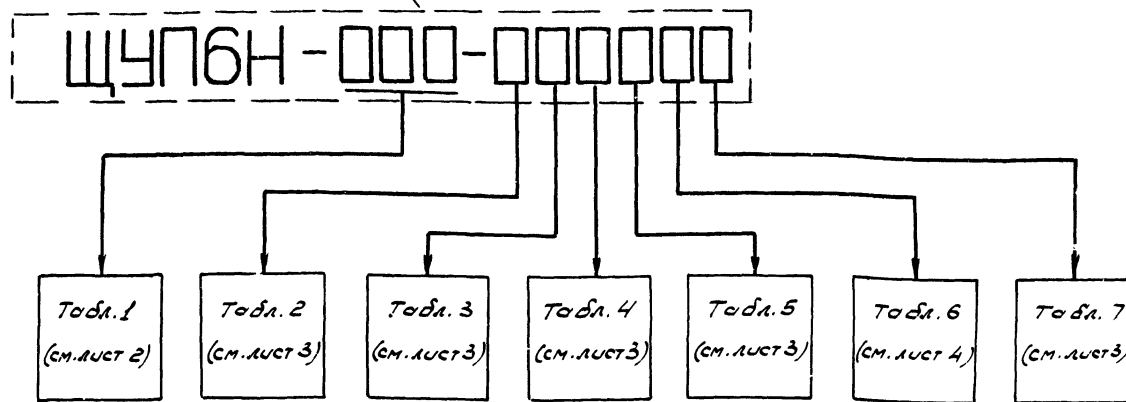 ЩУПБН-□□□-□□□□□□
Табл.1
(см.лист 2)
Табл.2
(см.лист 3)
Табл.3
(см.лист 3)
Табл.4
(см.лист 3)
Табл.5
(см.лист 3)
Табл.6
(см.лист 4)
Табл.7
(см.лист 3)